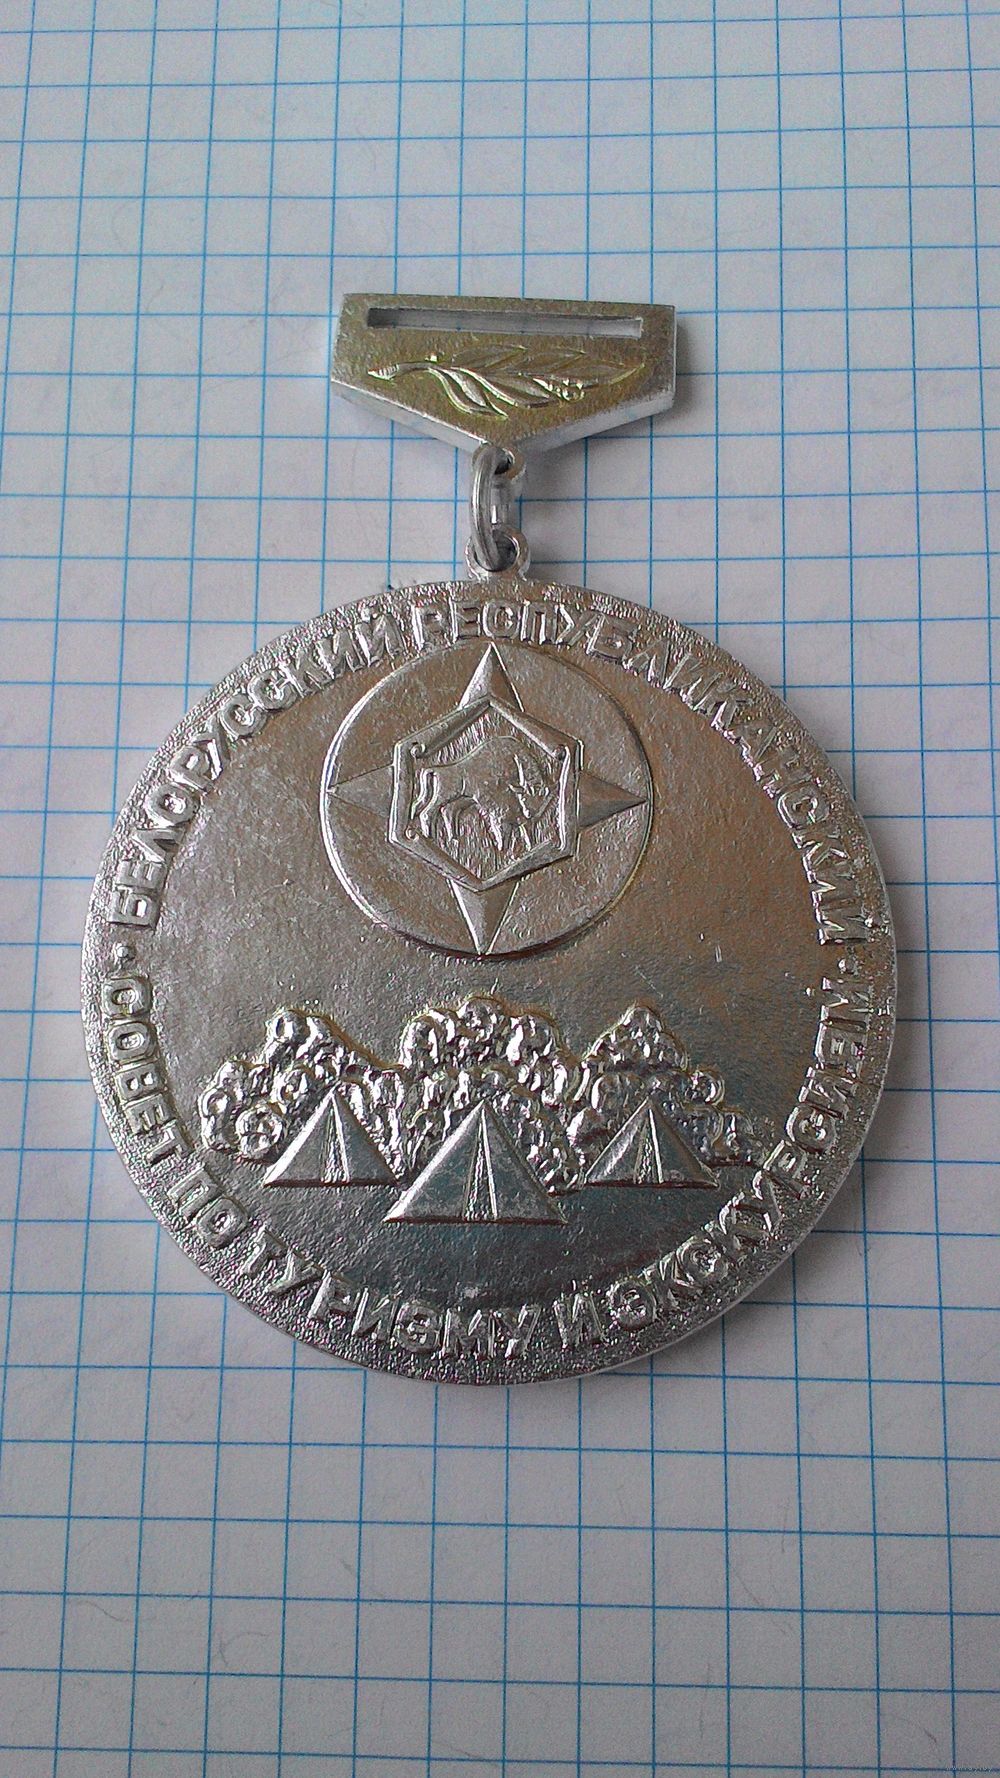 БЕЛОРУССКИЙ РЕСПУБЛИКАНСКИЙ
СОВЕТ ПО ТУРИЗМУ И ЭКСКУРСИЯМ